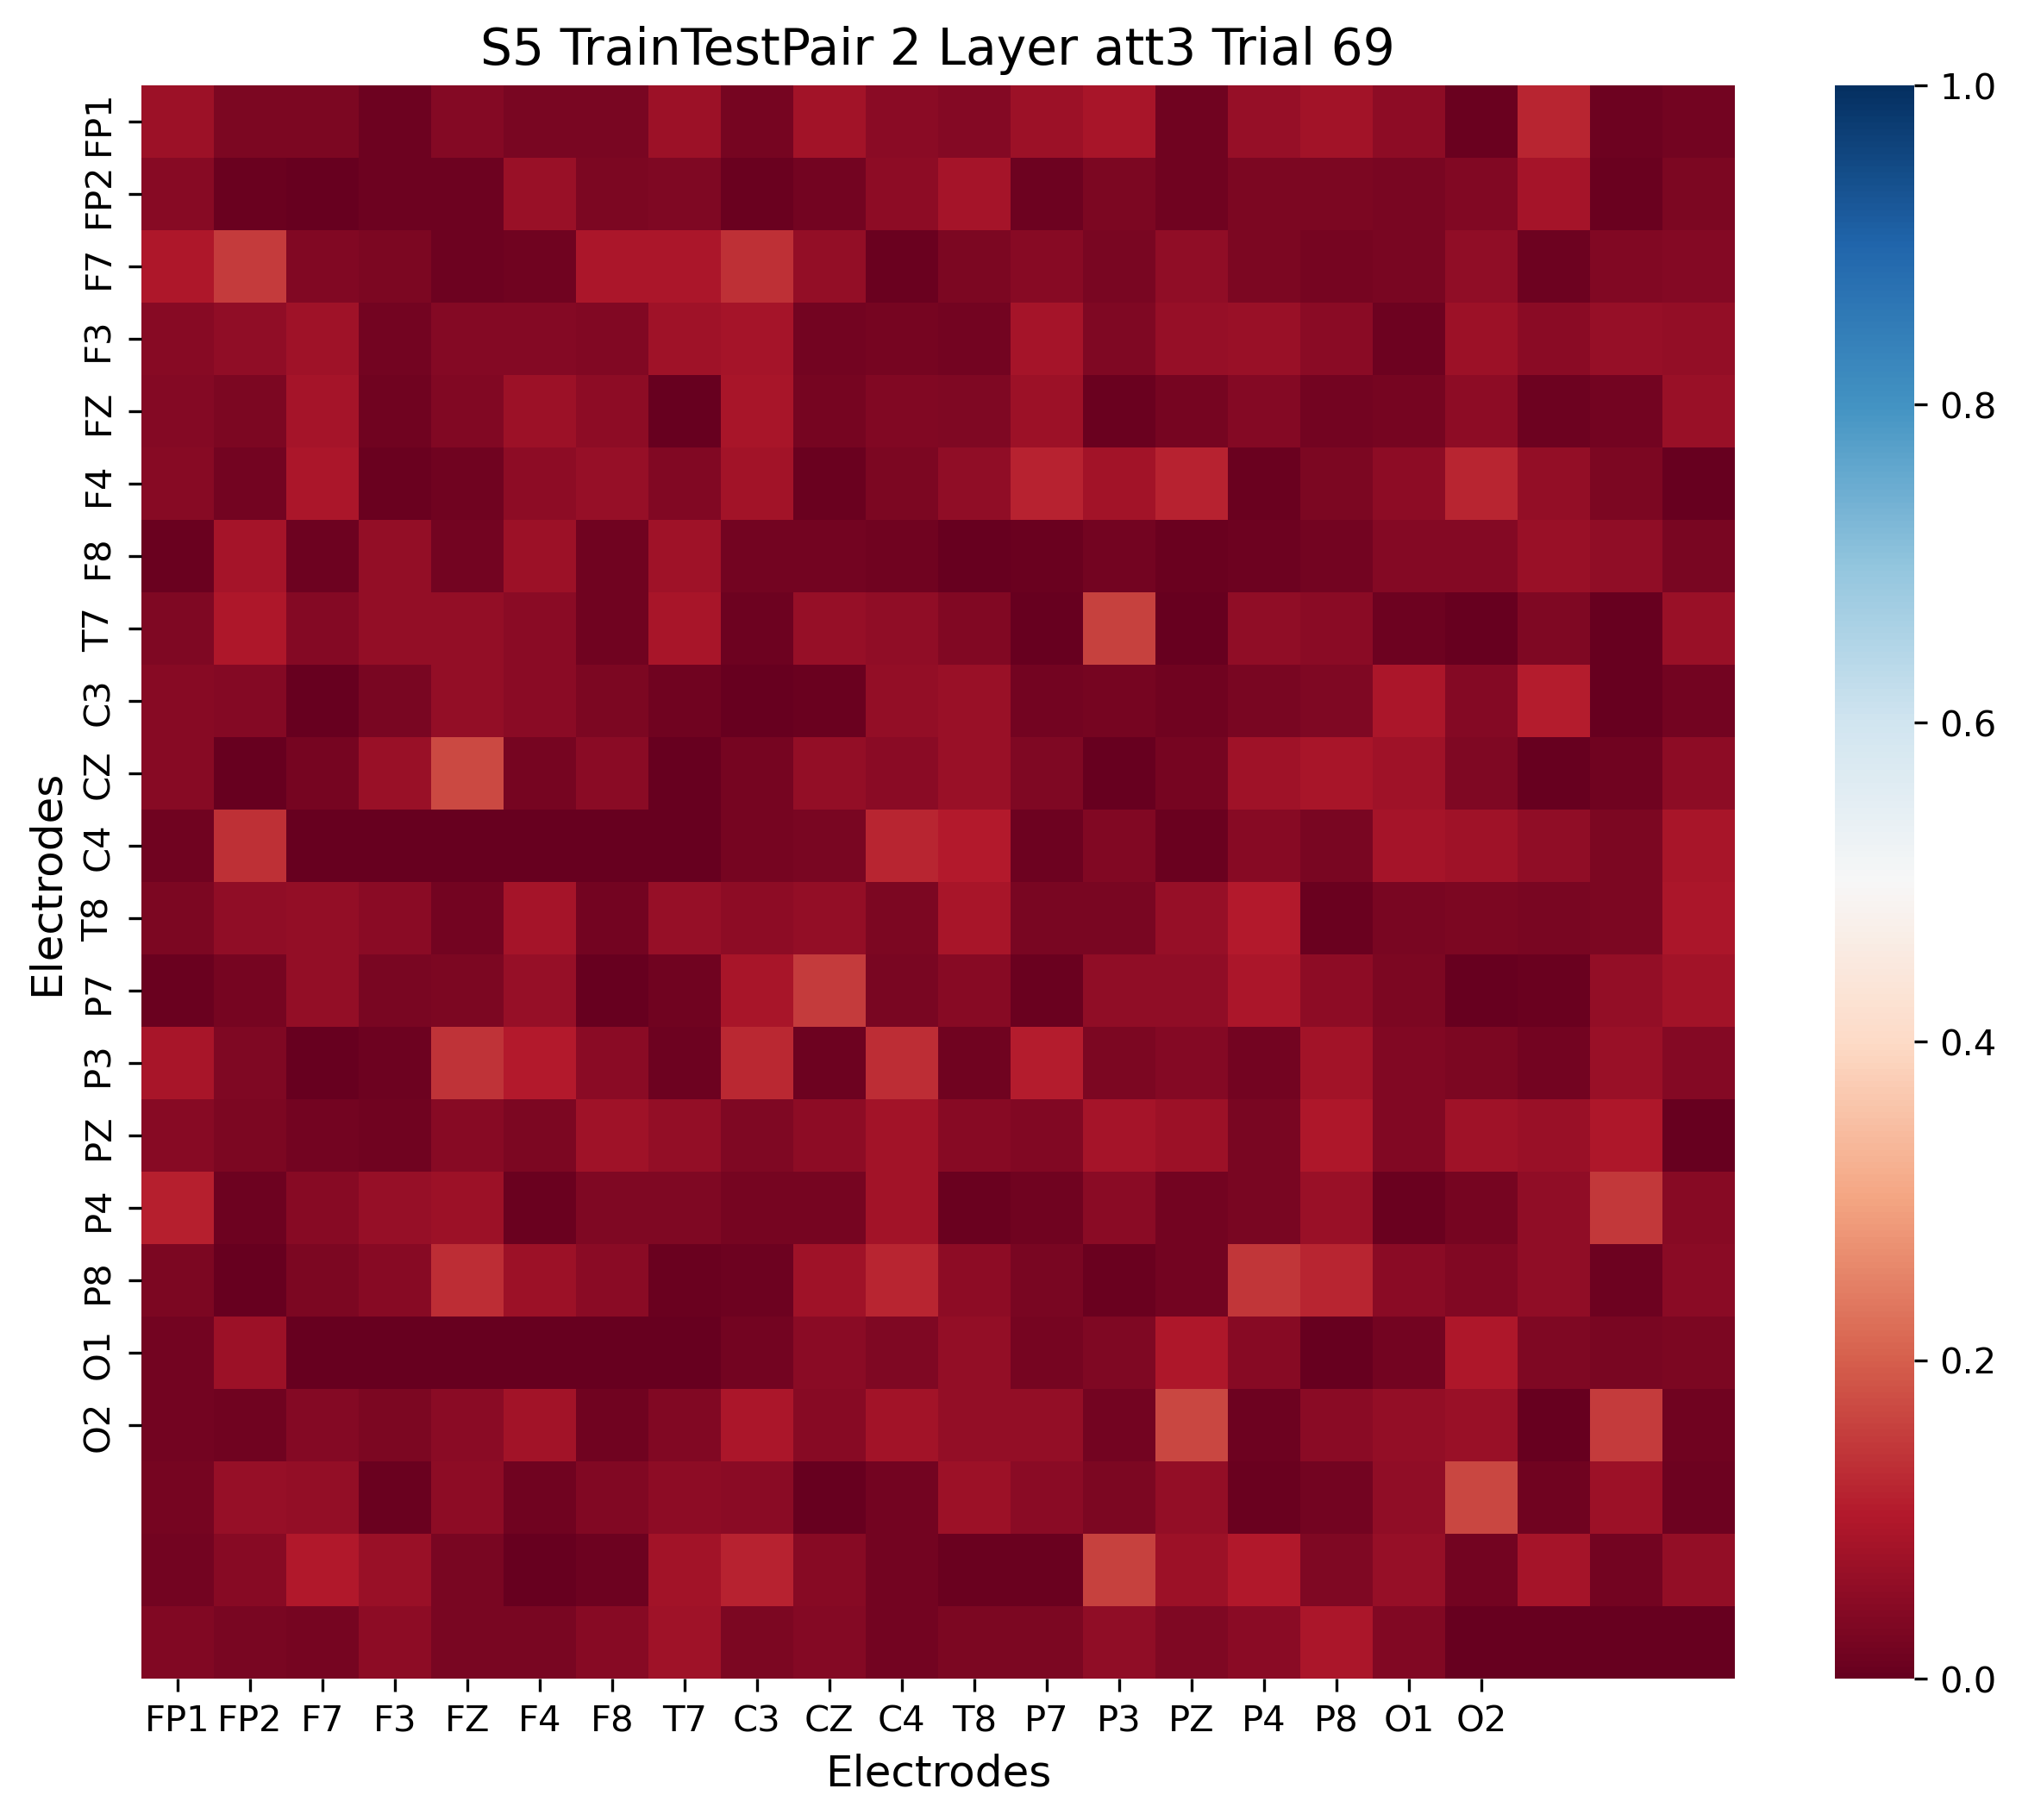 S5 TrainTestPair 2 Layer att3 Trial 69
Electrodes
FP1
FP2
F7
F3
FZ
F4
F8
T7
C3
CZ
C4
T8
P7
P3
PZ
P4
P8
O1
O2
FP1 FP2 F7 F3 FZ F4 F8 T7 C3 CZ C4 T8 P7 P3 PZ P4 P8 O1 O2
Electrodes
1.0
0.8
0.6
0.4
0.2
0.0